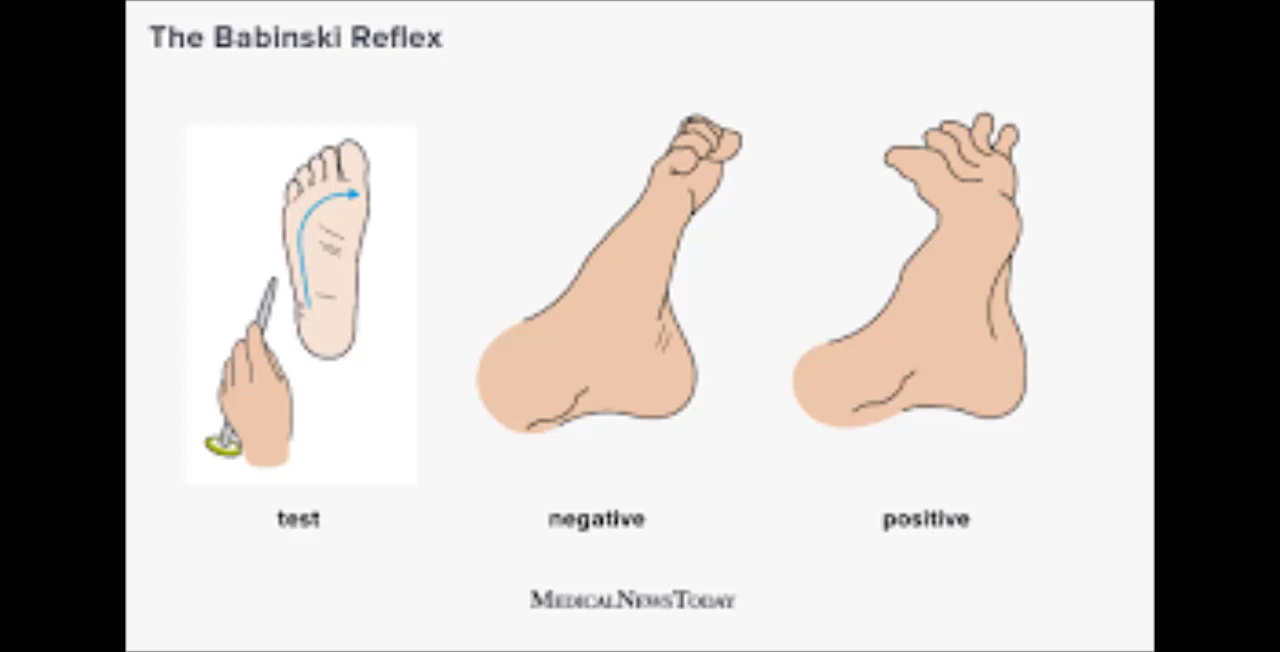 The Babinski Reflex
test
negative
positive
MEDICALNEWSTODAY